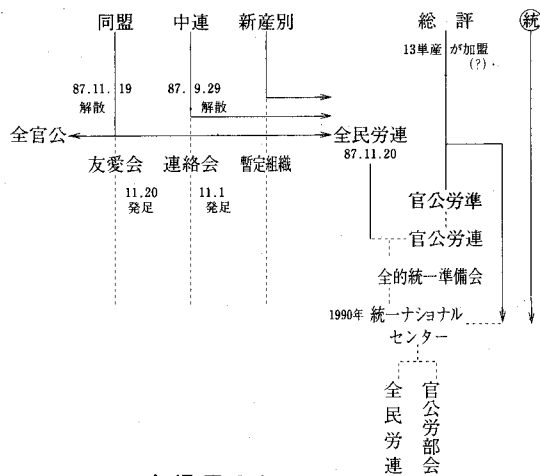 同盟 中連 新産別 総評 統
13単産が加盟
(?)
87.11.19
解散
87.9.29
解散
全官公 全民労連
87.11.20
友愛会 連絡会 暫定組織
11.20
発足
11.1
発足
官公労準
官公労連
全的統一準備会
1990年 統一ナショナル
センター
全民労連
官公労部会